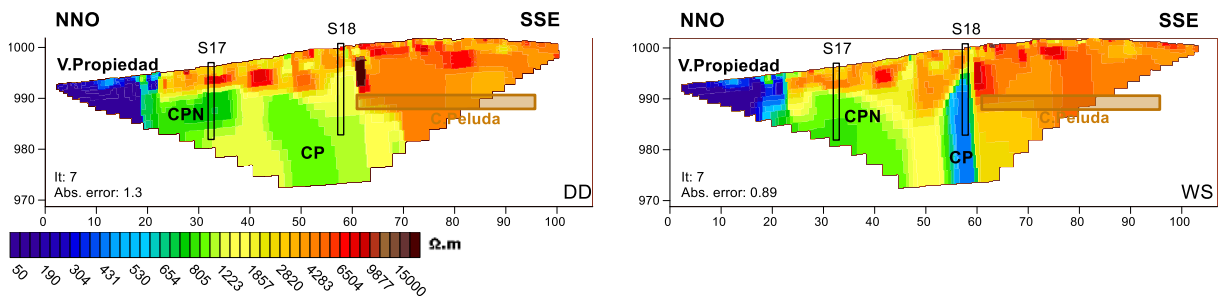 NNO SSE
S18
S17
1000
V.Propiedad
990
CPN
C.Peluda
980
CP
It: 7
Abs. error: 1.3
DD
970
0 10 20 30 40 50 60 70 80 90 100
Ω.m
50 190 304 431 530 654 805 1223 1857 2820 4283 6504 9877 15000
NNO SSE
S18
S17
1000
V.Propiedad
990
CPN
C.Peluda
980
CP
It: 7
Abs. error: 0.89
WS
970
0 10 20 30 40 50 60 70 80 90 100